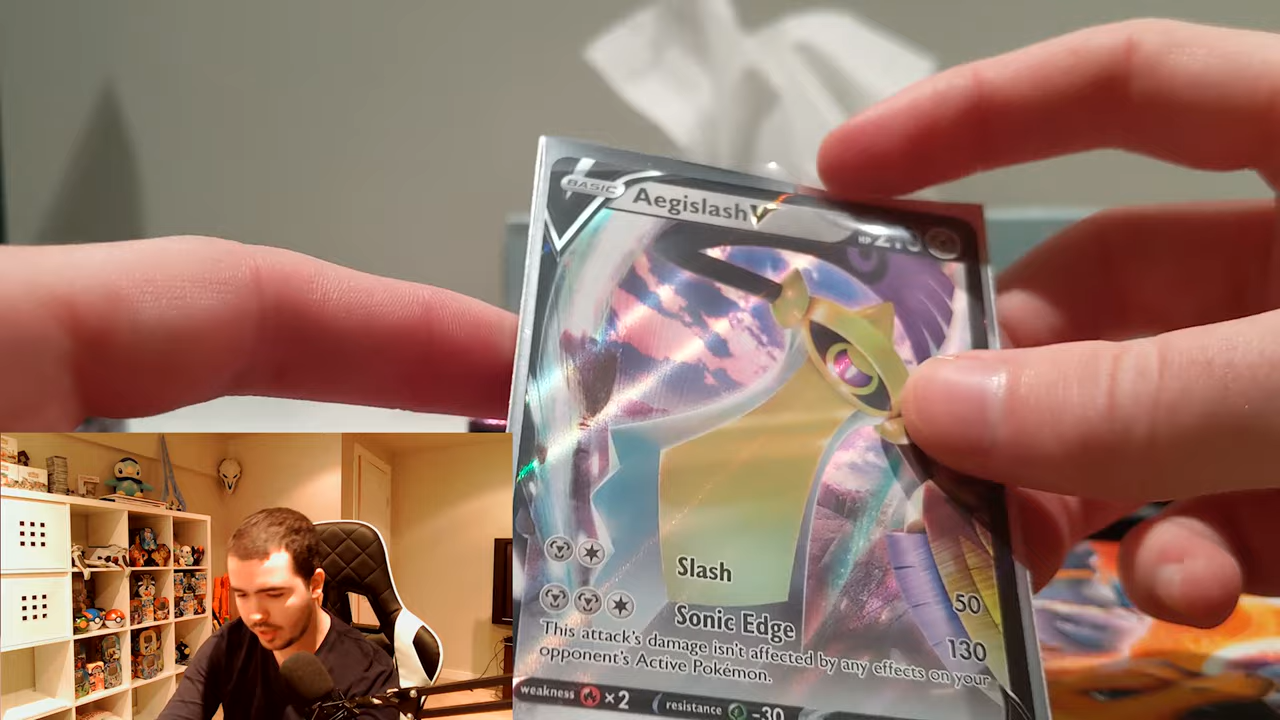 BASIC Aegislash V HP 210
Slash 50
Sonic Edge 130
This attack's damage isn't affected by any effects on your
opponent's Active Pokémon.
weakness ×2 resistance -30